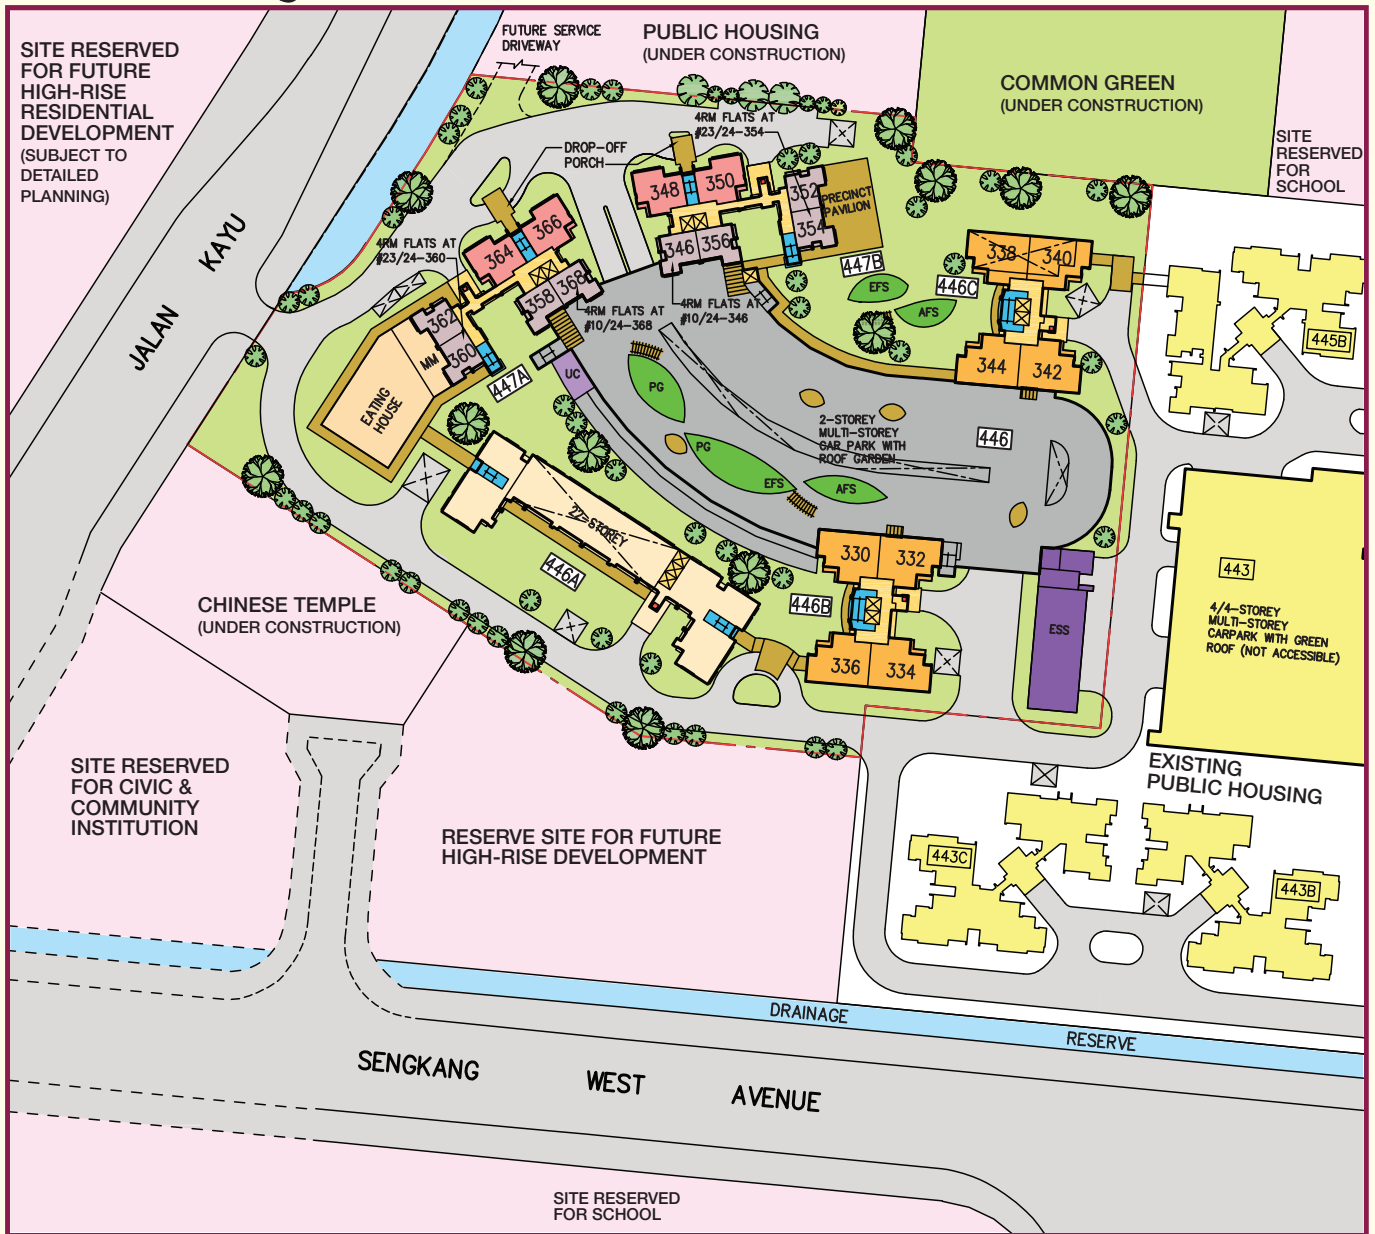 SITE RESERVED
FOR FUTURE
HIGH-RISE
RESIDENTIAL
DEVELOPMENT
(SUBJECT TO
DETAILED
PLANNING)
FUTURE SERVICE
DRIVEWAY
PUBLIC HOUSING
(UNDER CONSTRUCTION)
COMMON GREEN
(UNDER CONSTRUCTION)
SITE
RESERVED
FOR
SCHOOL
JALAN KAYU
DROP-OFF
PORCH
4RM FLATS AT
#23/24-354
348
350
352
354
346
356
PRECINCT
PAVILION
447B
4RM FLATS AT
#23/24-360
366
364
368
358
362
360
MM
EATING
HOUSE
447A
4RM FLATS AT
#10/24-368
4RM FLATS AT
#10/24-346
EFS
AFS
446C
338
340
344
342
445B
UC
PG
PG
EFS
AFS
2-STOREY
MULTI-STOREY
CAR PARK WITH
ROOF GARDEN
446
446A
330
332
336
334
446B
ESS
443
4/4-STOREY
MULTI-STOREY
CARPARK WITH GREEN
ROOF (NOT ACCESSIBLE)
CHINESE TEMPLE
(UNDER CONSTRUCTION)
SITE RESERVED
FOR CIVIC &
COMMUNITY
INSTITUTION
RESERVE SITE FOR FUTURE
HIGH-RISE DEVELOPMENT
EXISTING
PUBLIC HOUSING
443C
443B
DRAINAGE RESERVE
SENGKANG WEST AVENUE
SITE RESERVED
FOR SCHOOL